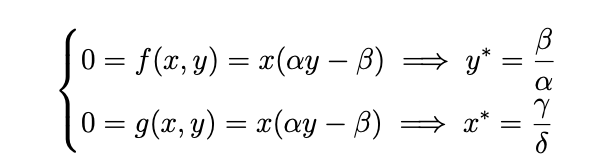 0 = f(x, y) = x(αy − β) ⟹ y* = β/α
0 = g(x, y) = x(αy − β) ⟹ x* = γ/δ